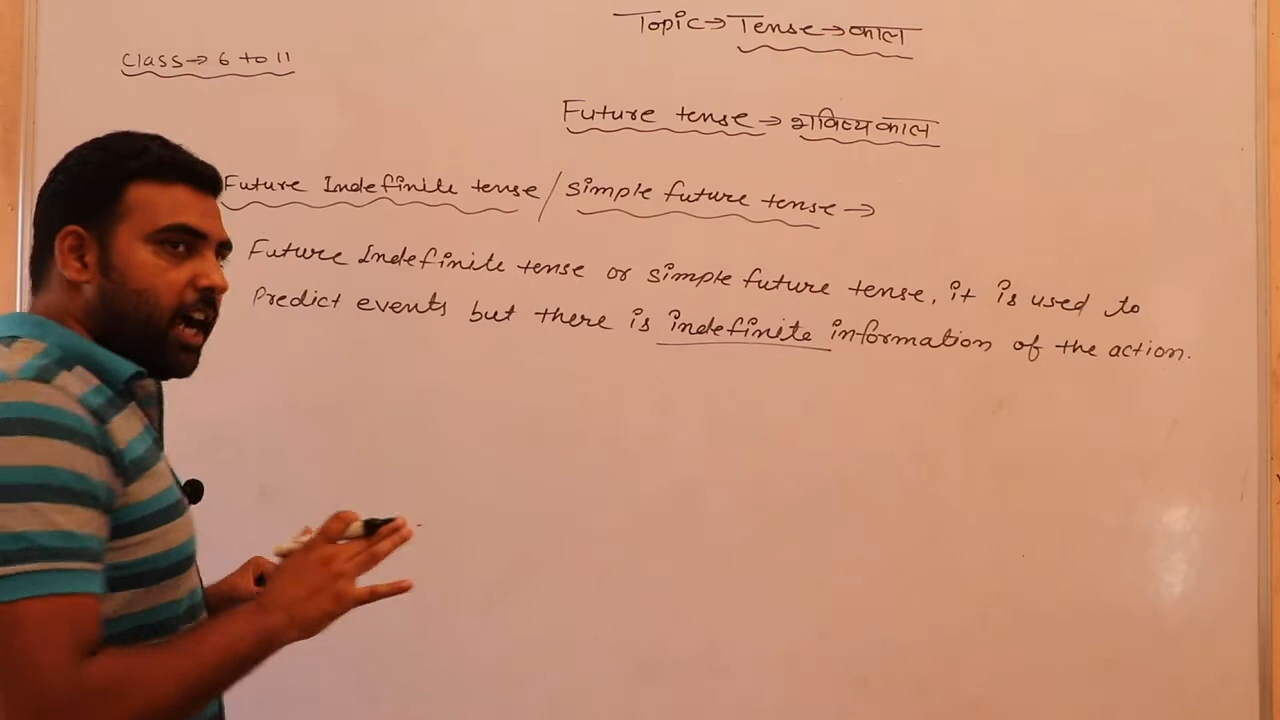 Topic→Tense→काल
Class→6 to 11
Future tense→भविष्य काल
Future Indefinite tense/Simple future tense→
Future Indefinite tense or simple future tense, it is used to
Predict events but there is indefinite information of the action.